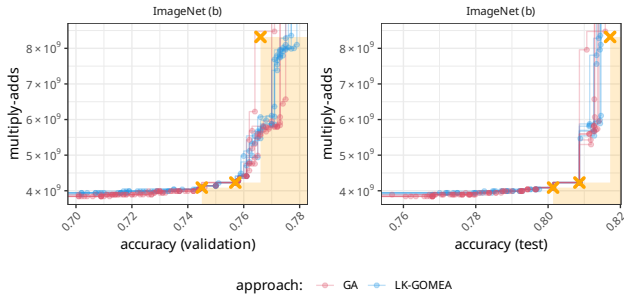 ImageNet (b)
multiply-adds
8 × 10⁹
7 × 10⁹
6 × 10⁹
5 × 10⁹
4 × 10⁹
0.70
0.72
0.74
0.76
0.78
accuracy (validation)
ImageNet (b)
multiply-adds
8 × 10⁹
7 × 10⁹
6 × 10⁹
5 × 10⁹
4 × 10⁹
0.76
0.78
0.80
0.82
accuracy (test)
approach: GA LK-GOMEA